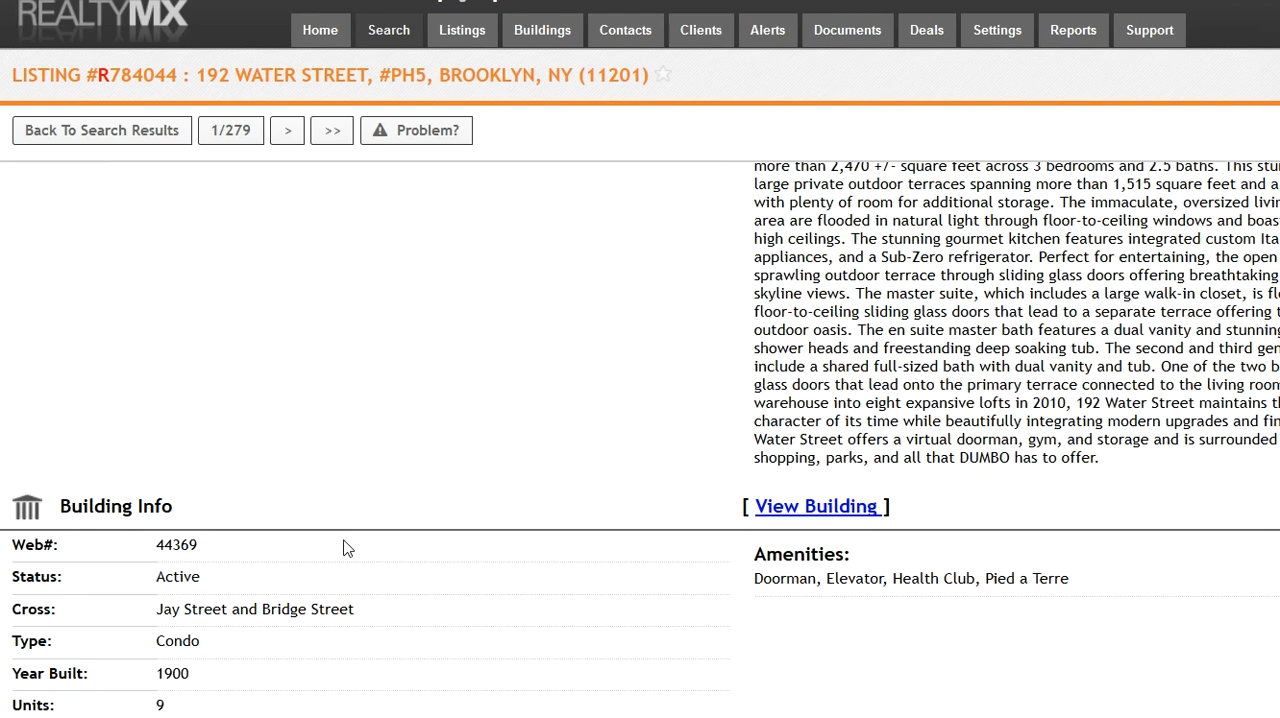 REALTYMX
Home Search Listings Buildings Contacts Clients Alerts Documents Deals Settings Reports Support
LISTING #R784044 : 192 WATER STREET, #PH5, BROOKLYN, NY (11201)
Back To Search Results 1/279 > >> Problem?
more than 2,470 +/- square feet across 3 bedrooms and 2.5 baths. This
large private outdoor terraces spanning more than 1,515 square feet and a
with plenty of room for additional storage. The immaculate, oversized
area are flooded in natural light through floor-to-ceiling windows and
high ceilings. The stunning gourmet kitchen features integrated custom
appliances, and a Sub-Zero refrigerator. Perfect for entertaining, the open
sprawling outdoor terrace through sliding glass doors offering breathtaking
skyline views. The master suite, which includes a large walk-in closet, is
floor-to-ceiling sliding glass doors that lead to a separate terrace offering
outdoor oasis. The en suite master bath features a dual vanity and stunning
shower heads and freestanding deep soaking tub. The second and third
include a shared full-sized bath with dual vanity and tub. One of the two
glass doors that lead onto the primary terrace connected to the living room
warehouse into eight expansive lofts in 2010, 192 Water Street maintains
character of its time while beautifully integrating modern upgrades and
Water Street offers a virtual doorman, gym, and storage and is surrounded
shopping, parks, and all that DUMBO has to offer.
Building Info
[ View Building ]
Web#: 44369
Status: Active
Cross: Jay Street and Bridge Street
Type: Condo
Year Built: 1900
Units: 9
Amenities:
Doorman, Elevator, Health Club, Pied a Terre